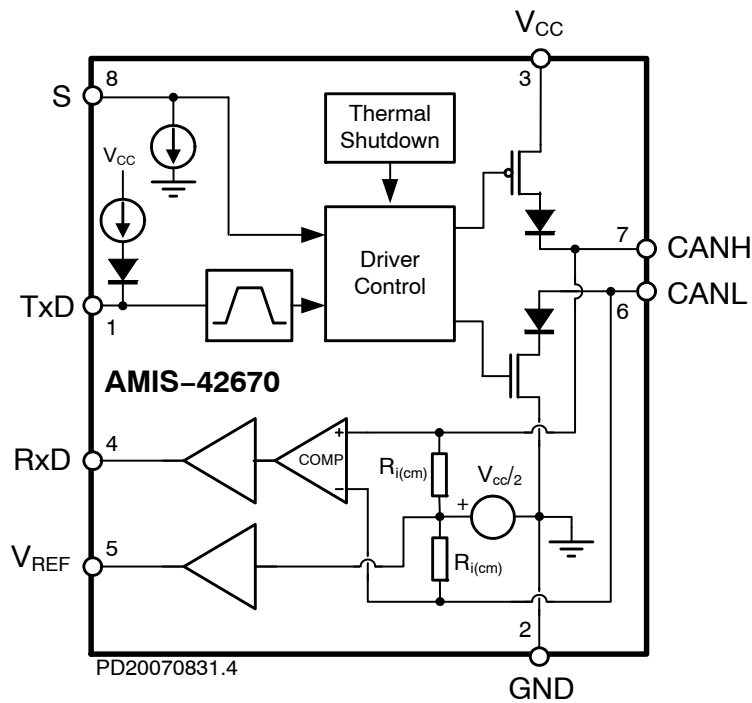 VCC
3
8
S
Thermal
Shutdown
VCC
7
CANH
Driver
Control
CANL
6
TxD
1
AMIS−42670
4
RxD
+
COMP
−
Ri(cm)
Vcc/2
+
5
VREF
Ri(cm)
2
PD20070831.4
GND